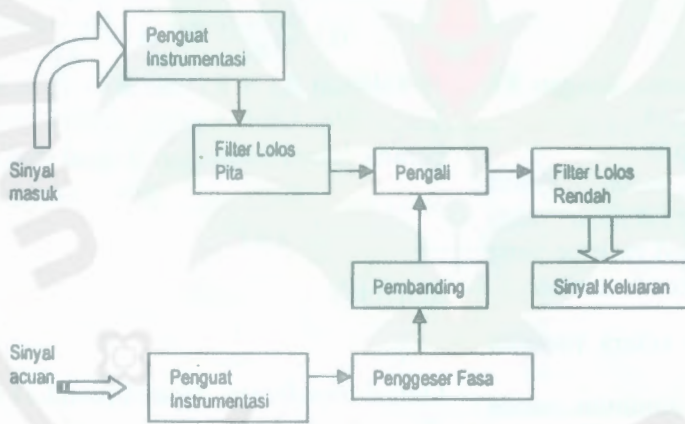 Penguat
Instrumentasi
Sinyal
masuk
Filter Lolos
Pita
Pengali
Filter Lolos
Rendah
Pembanding
Sinyal Keluaran
Sinyal
acuan
Penguat
Instrumentasi
Penggeser Fasa